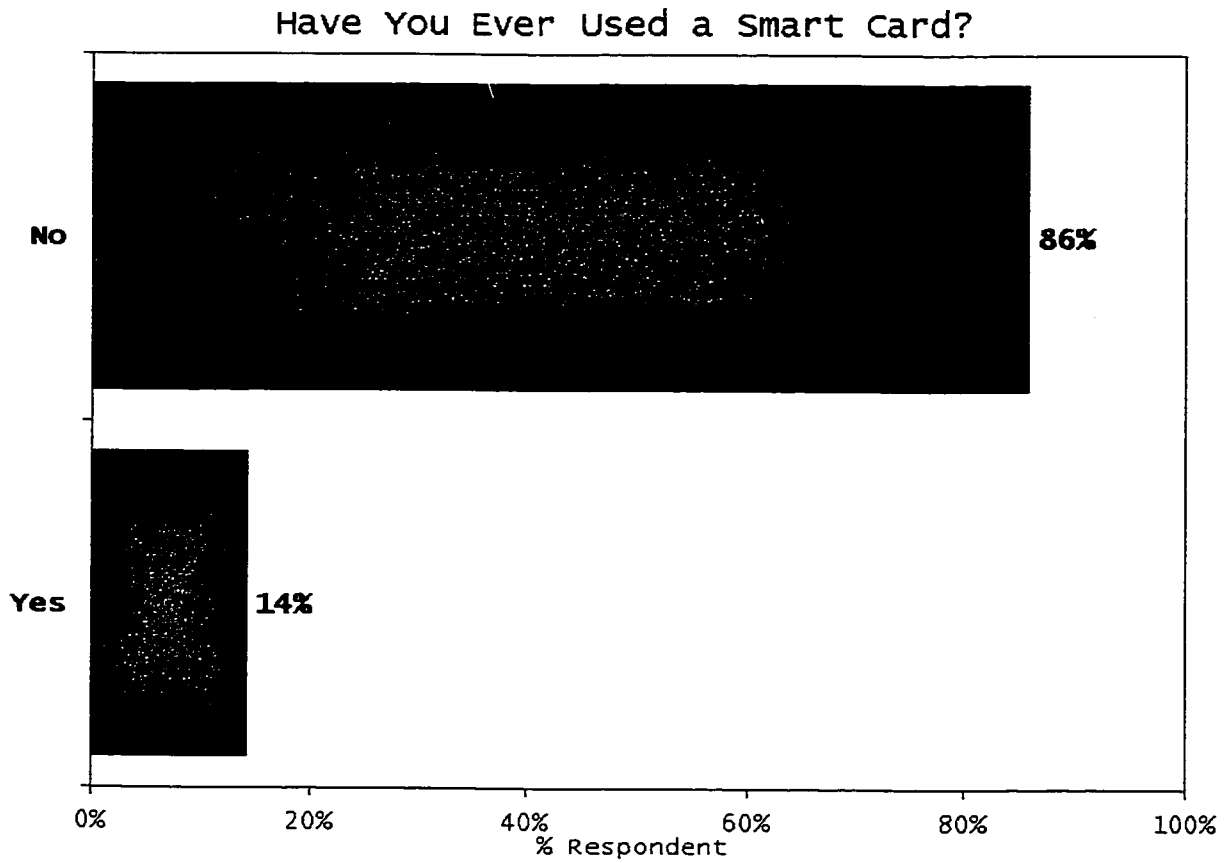 Have You Ever Used a Smart Card?
No
86%
Yes
14%
0% 20% 40% 60% 80% 100%
% Respondent